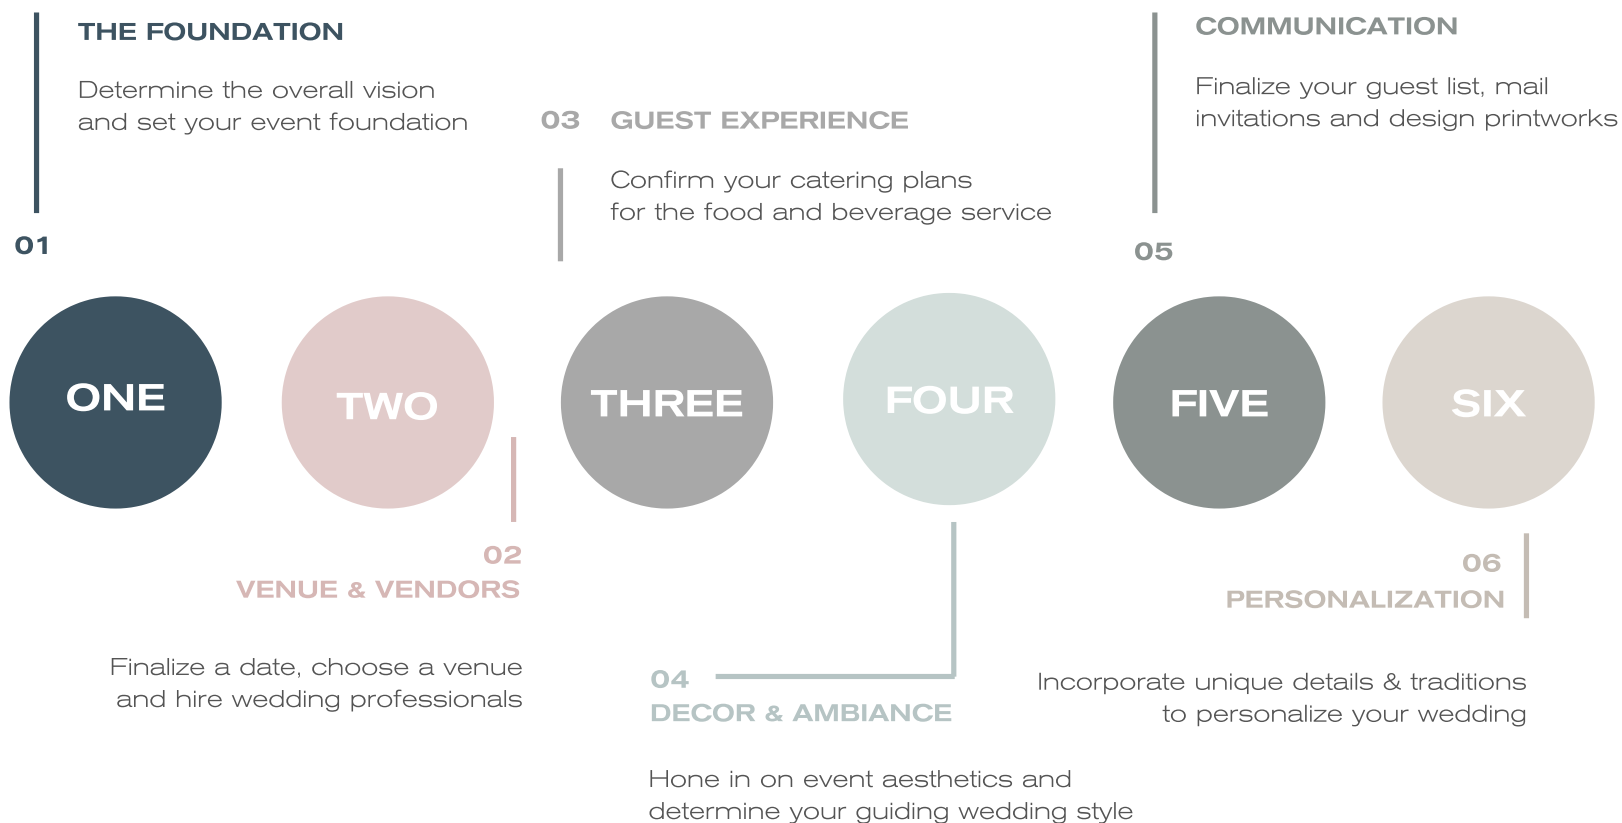 THE FOUNDATION
Determine the overall vision
and set your event foundation
01
03 GUEST EXPERIENCE
Confirm your catering plans
for the food and beverage service
COMMUNICATION
Finalize your guest list, mail
invitations and design printworks
05
ONE
TWO
THREE
FOUR
FIVE
SIX
02
VENUE & VENDORS
Finalize a date, choose a venue
and hire wedding professionals
04
DECOR & AMBIANCE
Hone in on event aesthetics and
determine your guiding wedding style
06
PERSONALIZATION
Incorporate unique details & traditions
to personalize your wedding